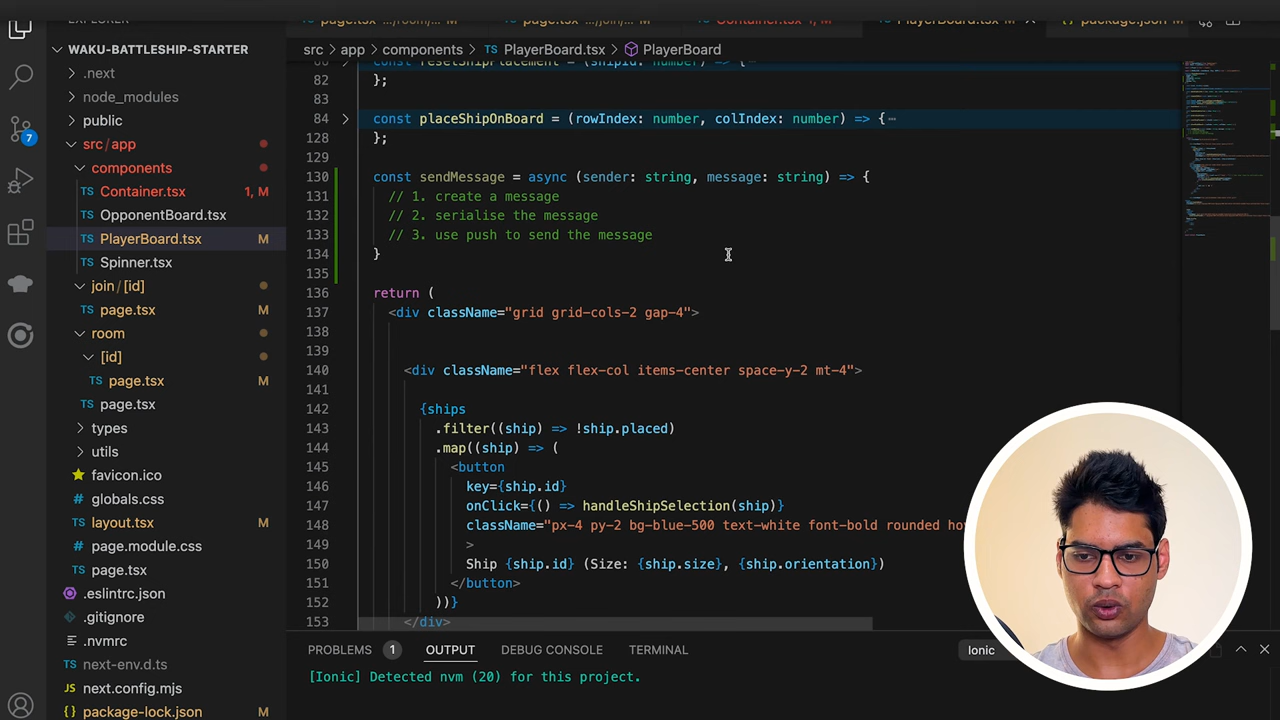 EXPLORER
page.tsx .../room/...
page.tsx .../join/...
Container.tsx 1, M
PlayerBoard.tsx M
package.json M
WAKU-BATTLESHIP-STARTER
.next
node_modules
public
src/app
components
Container.tsx 1, M
OpponentBoard.tsx
PlayerBoard.tsx M
Spinner.tsx
join/[id]
page.tsx M
room
[id]
page.tsx M
page.tsx
types
utils
favicon.ico
globals.css
layout.tsx M
page.module.css
page.tsx
.eslintrc.json
.gitignore
.nvmrc
next-env.d.ts
next.config.mjs
package-lock.json M
7
src > app > components > TS PlayerBoard.tsx > PlayerBoard
const resetShipPlacement = (shipId: number) => {
82 };
83
84 const placeShipOnBoard = (rowIndex: number, colIndex: number) => {
128 };
129
130 const sendMessage = async (sender: string, message: string) => {
131 // 1. create a message
132 // 2. serialise the message
133 // 3. use push to send the message
134 }
135
136 return (
137 <div className="grid grid-cols-2 gap-4">
138
139
140 <div className="flex flex-col items-center space-y-2 mt-4">
141
142 {ships
143 .filter((ship) => !ship.placed)
144 .map((ship) => (
145 <button
146 key={ship.id}
147 onClick={() => handleShipSelection(ship)}
148 className="px-4 py-2 bg-blue-500 text-white font-bold rounded ho
149 >
150 Ship {ship.id} (Size: {ship.size}, {ship.orientation})
151 </button>
152 ))}
153 </div>
PROBLEMS 1 OUTPUT DEBUG CONSOLE TERMINAL Ionic
[Ionic] Detected nvm (20) for this project.